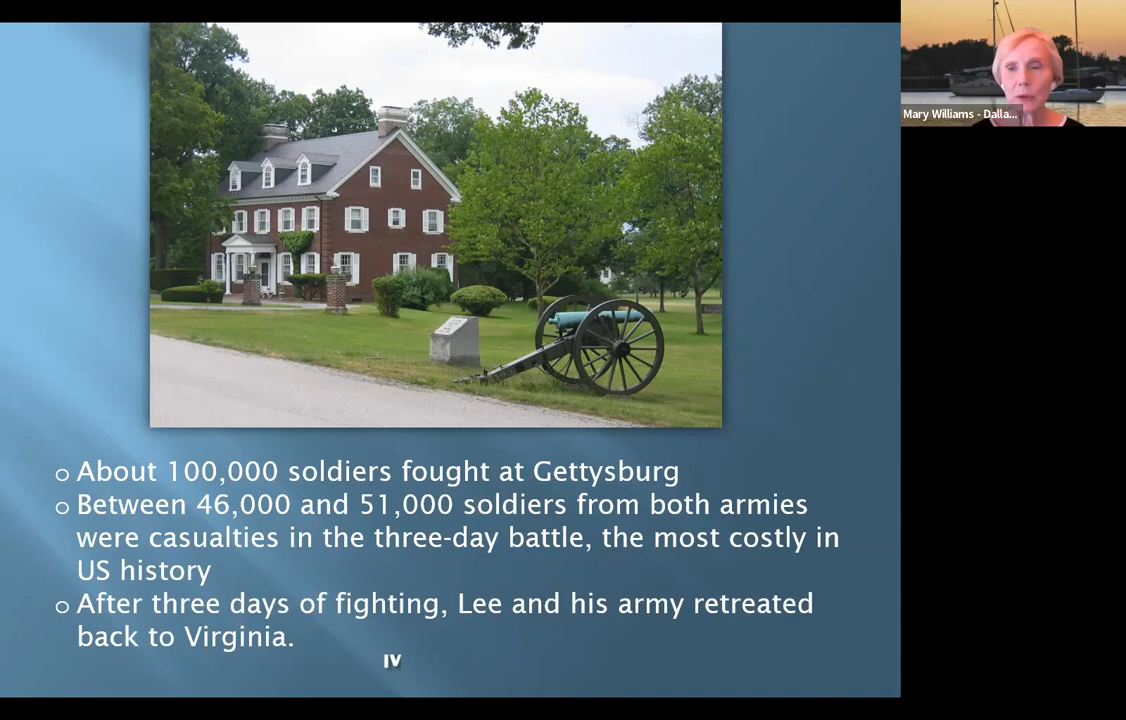 Mary Williams - Dalla...
o About 100,000 soldiers fought at Gettysburg
o Between 46,000 and 51,000 soldiers from both armies
were casualties in the three-day battle, the most costly in
US history
o After three days of fighting, Lee and his army retreated
back to Virginia.
IV